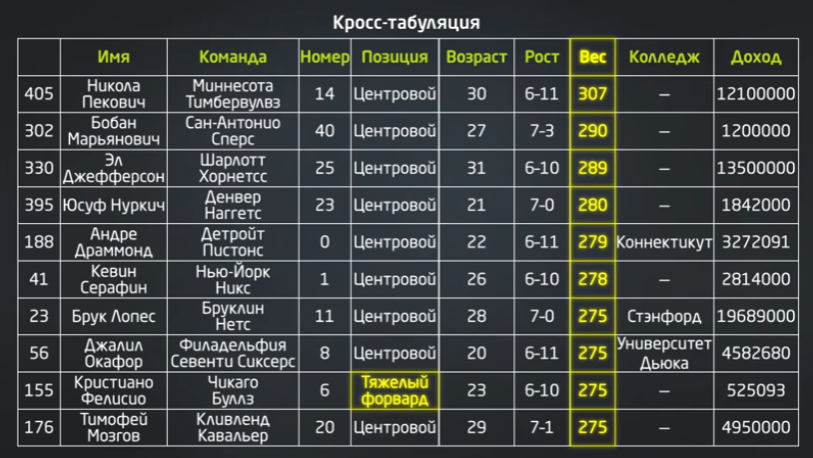 Кросс-табуляция
Имя Команда Номер Позиция Возраст Рост Вес Колледж Доход
405 Никола Пекович Миннесота Тимбервулвз 14 Центровой 30 6-11 307 — 12100000
302 Бобан Марьянович Сан-Антонио Сперс 40 Центровой 27 7-3 290 — 1200000
330 Эл Джефферсон Шарлотт Хорнетсс 25 Центровой 31 6-10 289 — 13500000
395 Юсуф Нуркич Денвер Наггетс 23 Центровой 21 7-0 280 — 1842000
188 Андре Драммонд Детройт Пистонс 0 Центровой 22 6-11 279 Коннектикут 3272091
41 Кевин Серафин Нью-Йорк Никс 1 Центровой 26 6-10 278 — 2814000
23 Брук Лопес Бруклин Нетс 11 Центровой 28 7-0 275 Стэнфорд 19689000
56 Джалил Окафор Филадельфия Севенти Сиксерс 8 Центровой 20 6-11 275 Университет Дьюка 4582680
155 Кристиано Фелисио Чикаго Буллз 6 Тяжелый форвард 23 6-10 275 — 525093
176 Тимофей Мозгов Кливленд Кавальер 20 Центровой 29 7-1 275 — 4950000